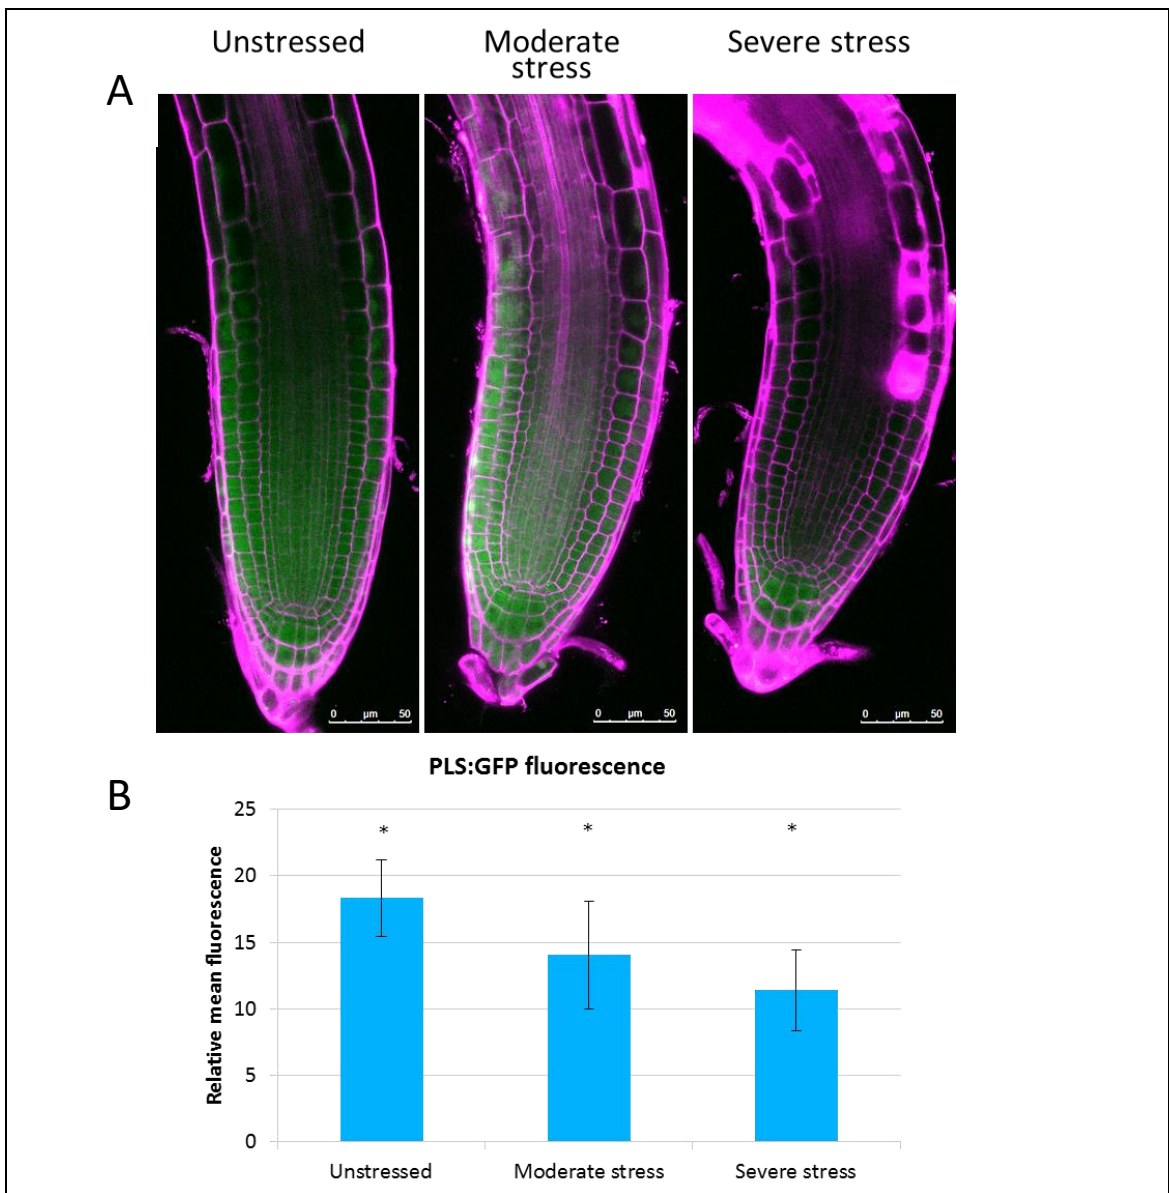 Unstressed
Moderate
stress
Severe stress
A
0 µm 50
0 µm 50
0 µm 50
PLS:GFP fluorescence
B
Relative mean fluorescence
25
20
15
10
5
0
*
*
*
Unstressed
Moderate stress
Severe stress